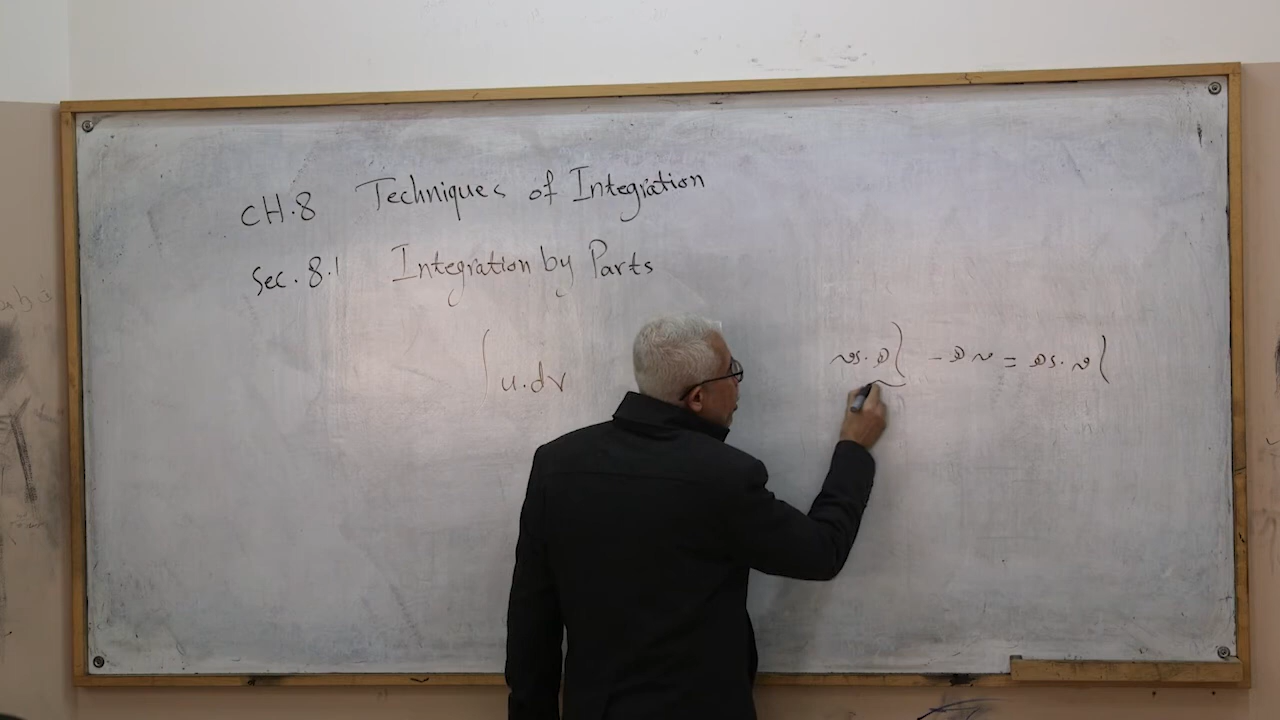 CH.8 Techniques of Integration
Sec. 8.1 Integration by Parts
∫u.dv